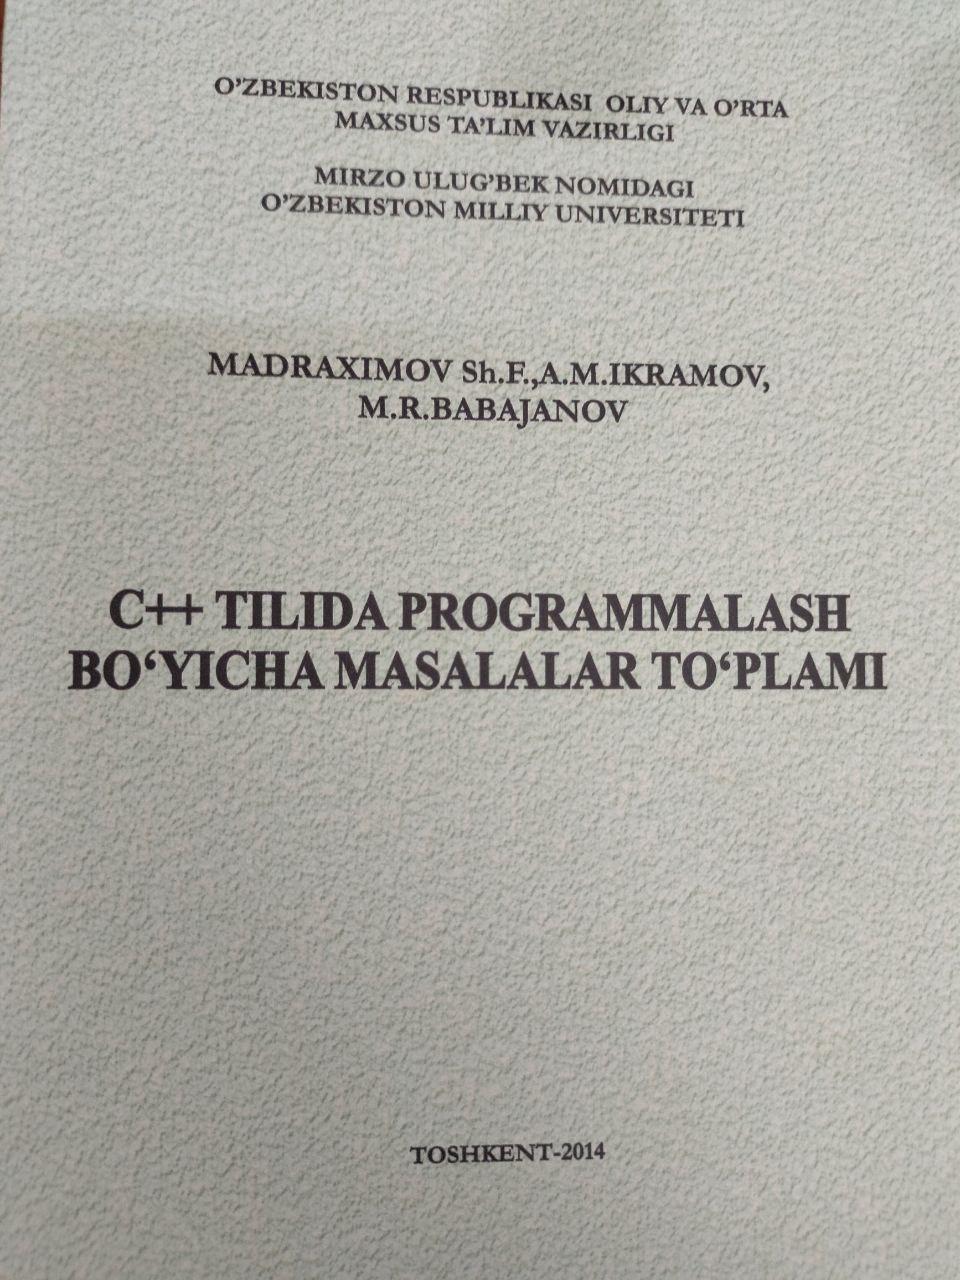 O'ZBEKISTON RESPUBLIKASI OLIY VA O'RTA
MAXSUS TA'LIM VAZIRLIGI
MIRZO ULUG'BEK NOMIDAGI
O'ZBEKISTON MILLIY UNIVERSITETI
MADRAXIMOV Sh.F.,A.M.IKRAMOV,
M.R.BABAJANOV
C++ TILIDA PROGRAMMALASH
BO‘YICHA MASALALAR TO‘PLAMI
TOSHKENT-2014